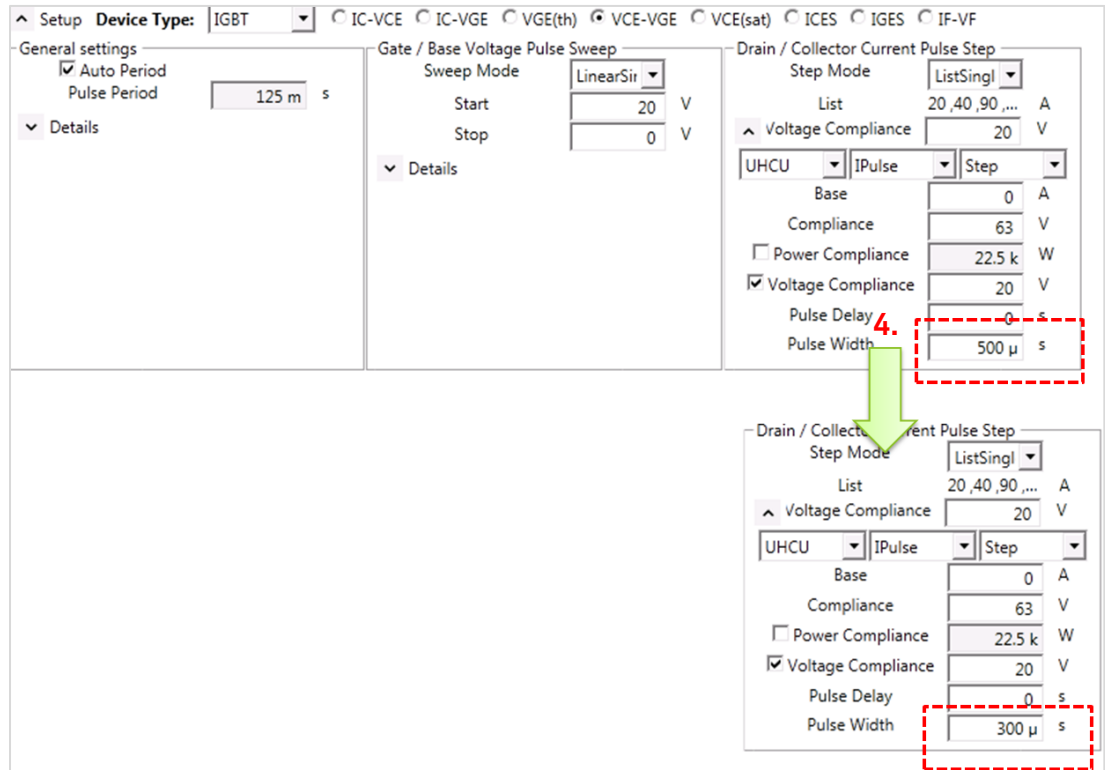 Setup Device Type: IGBT IC-VCE IC-VGE VGE(th) VCE-VGE VCE(sat) ICES IGES IF-VF
General settings
Auto Period
Pulse Period 125 m s
Details
Gate / Base Voltage Pulse Sweep
Sweep Mode LinearSir
Start 20 V
Stop 0 V
Details
Drain / Collector Current Pulse Step
Step Mode ListSingl
List 20 ,40 ,90 ,... A
Voltage Compliance 20 V
UHCU IPulse Step
Base 0 A
Compliance 63 V
Power Compliance 22.5 k W
Voltage Compliance 20 V
Pulse Delay 0 s
4.
Pulse Width 500 µ s
Drain / Collector Current Pulse Step
Step Mode ListSingl
List 20 ,40 ,90 ,... A
Voltage Compliance 20 V
UHCU IPulse Step
Base 0 A
Compliance 63 V
Power Compliance 22.5 k W
Voltage Compliance 20 V
Pulse Delay 0 s
Pulse Width 300 µ s